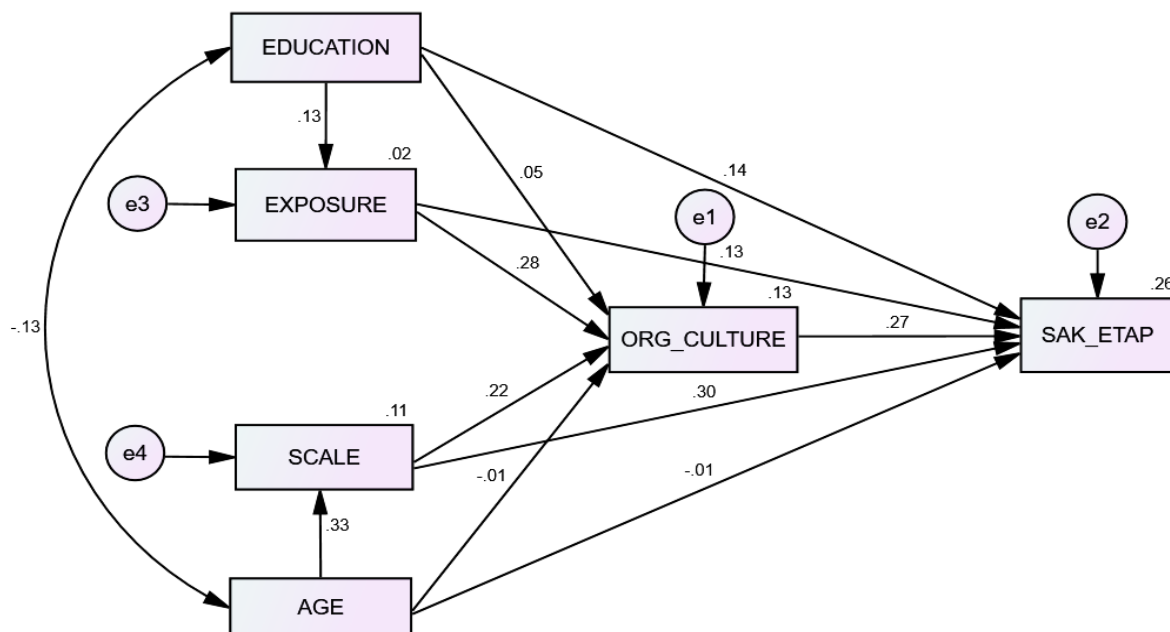 EDUCATION
.13
.02
.05
.14
e3
EXPOSURE
e1
e2
.28
.13
.13
.26
-.13
ORG_CULTURE
.27
SAK_ETAP
.22
.30
.11
e4
SCALE
-.01
-.01
.33
AGE